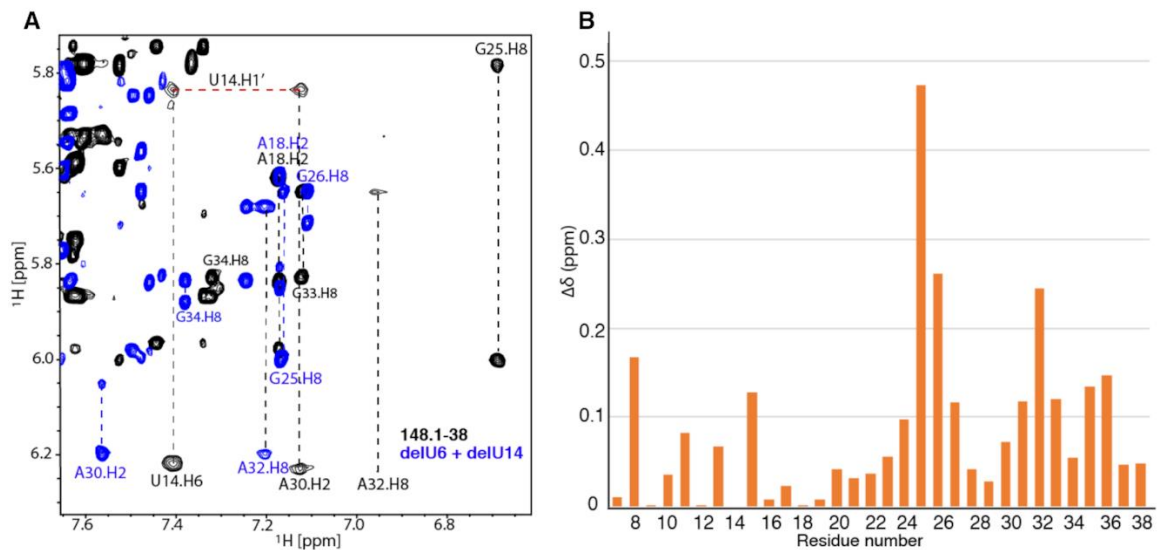 A
G25.H8
5.8
U14.H1′
A18.H2
A18.H2
5.6
G26.H8
5.8
G34.H8
G33.H8
G34.H8
6.0
G25.H8
148.1-38
delU6 + delU14
6.2
A30.H2
U14.H6
A32.H8
A30.H2
A32.H8
7.6 7.4 7.2 7.0 6.8
¹H [ppm]
¹H [ppm]
B
0.5
0.4
0.3
0.2
0.1
0
Δδ (ppm)
8 10 12 14 16 18 20 22 24 26 28 30 32 34 36 38
Residue number